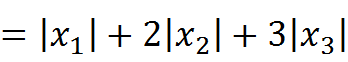 = |x₁| + 2|x₂| + 3|x₃|